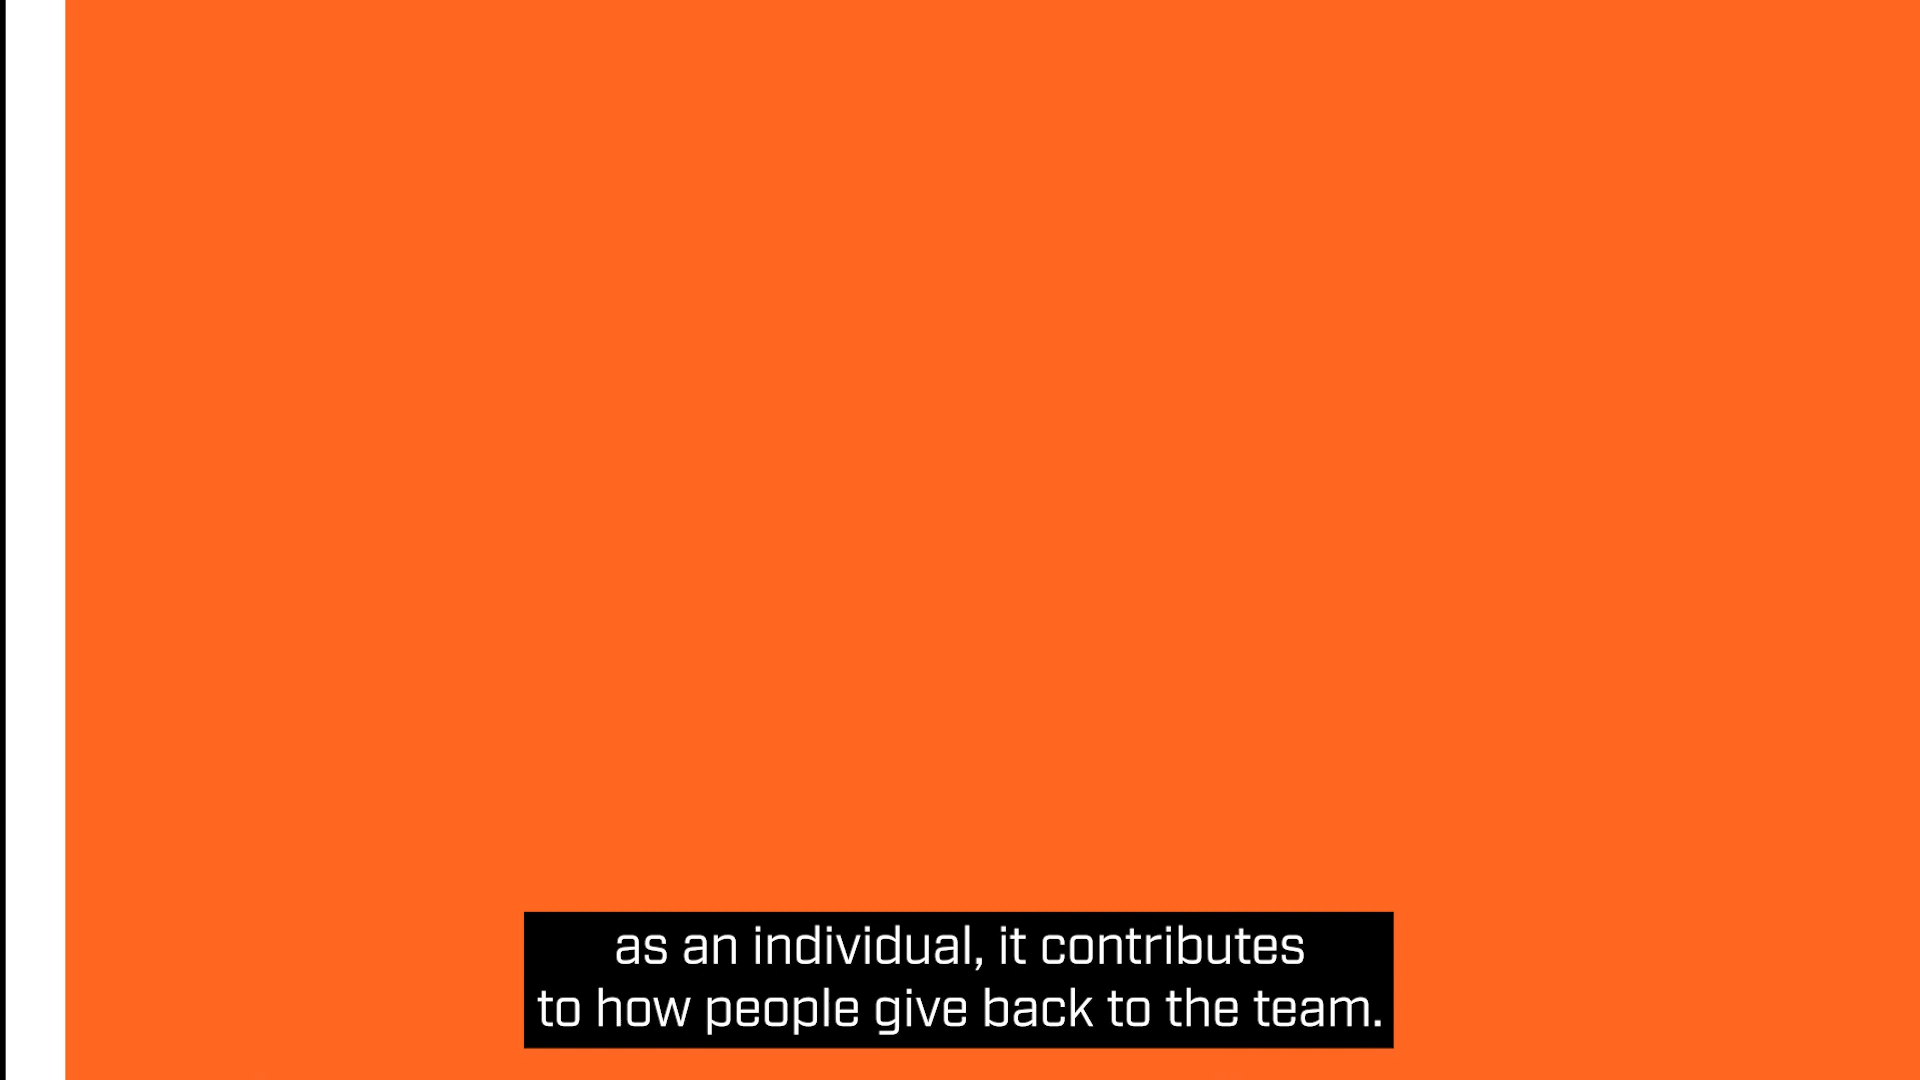 as an individual, it contributes
to how people give back to the team.